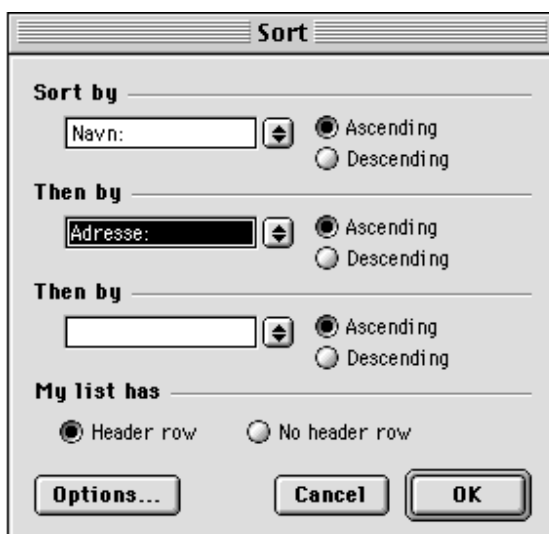 Sort
Sort by
Navn:
Ascending
Descending
Then by
Adresse:
Ascending
Descending
Then by
Ascending
Descending
My list has
Header row No header row
Options... Cancel OK